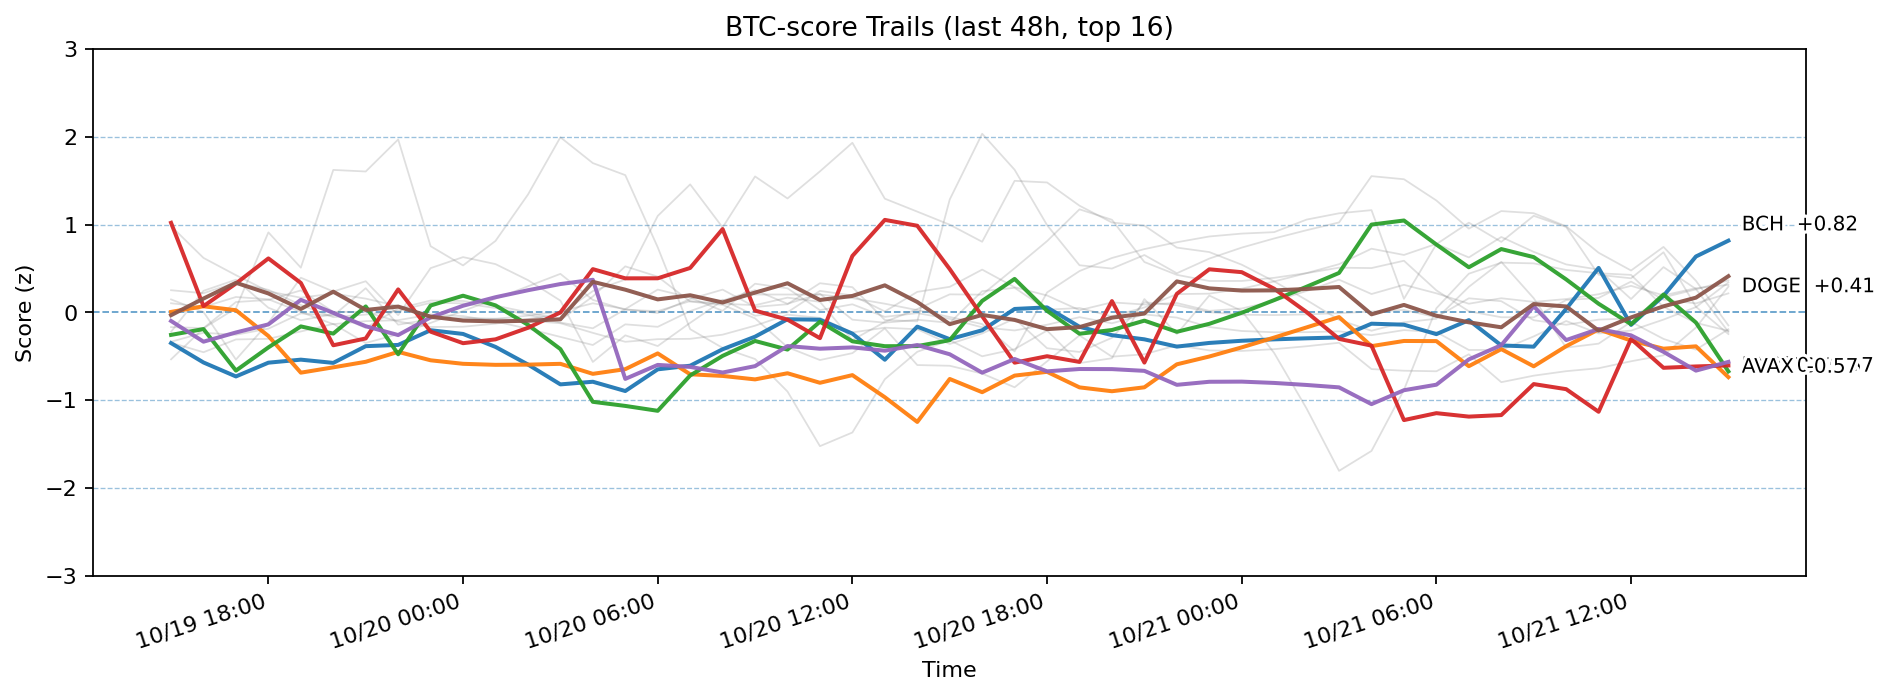 BTC-score Trails (last 48h, top 16)
Score (z)
3
2
1
0
−1
−2
−3
BCH +0.82
DOGE +0.41
AVAX -0.57
10/19 18:00
10/20 00:00
10/20 06:00
10/20 12:00
10/20 18:00
10/21 00:00
10/21 06:00
10/21 12:00
Time